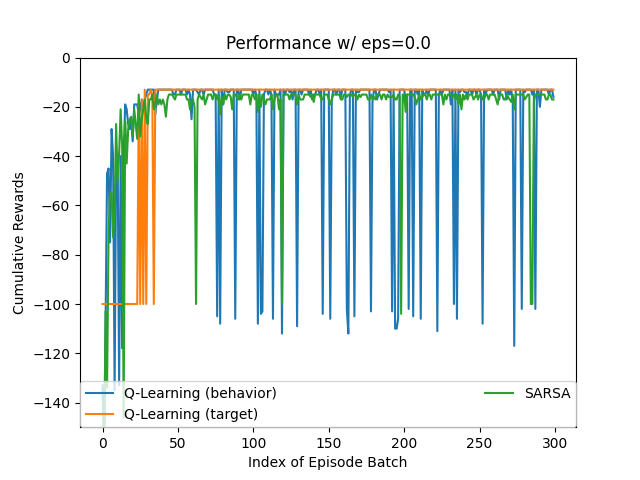 Performance w/ eps=0.0
Cumulative Rewards
0
−20
−40
−60
−80
−100
−120
−140
Q-Learning (behavior)
Q-Learning (target)
SARSA
0 50 100 150 200 250 300
Index of Episode Batch